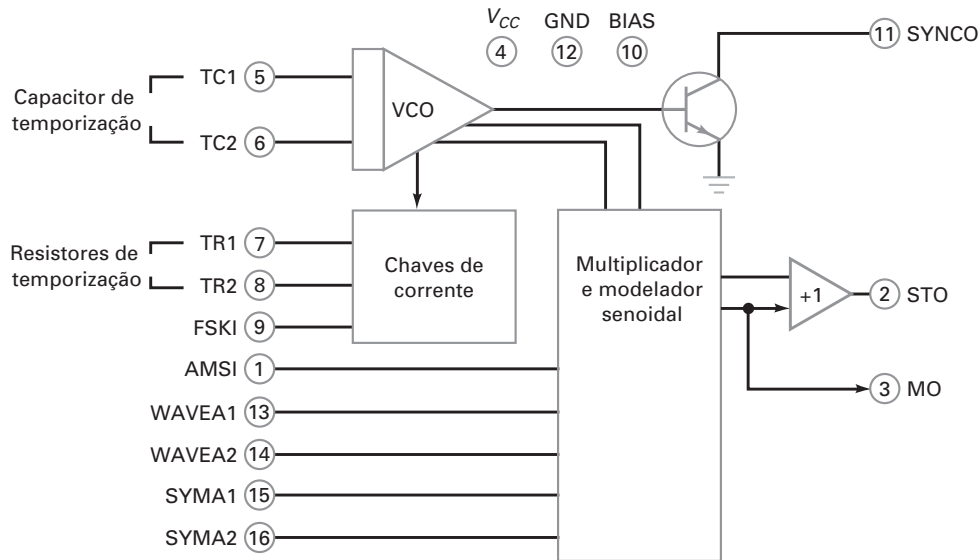 V_CC GND BIAS
4 12 10
11 SYNCO
TC1 5
Capacitor de
temporização
TC2 6
VCO
Resistores de
temporização
TR1 7
TR2 8
FSKI 9
Chaves de
corrente
Multiplicador
e modelador
senoidal
+1
2 STO
3 MO
AMSI 1
WAVEA1 13
WAVEA2 14
SYMA1 15
SYMA2 16